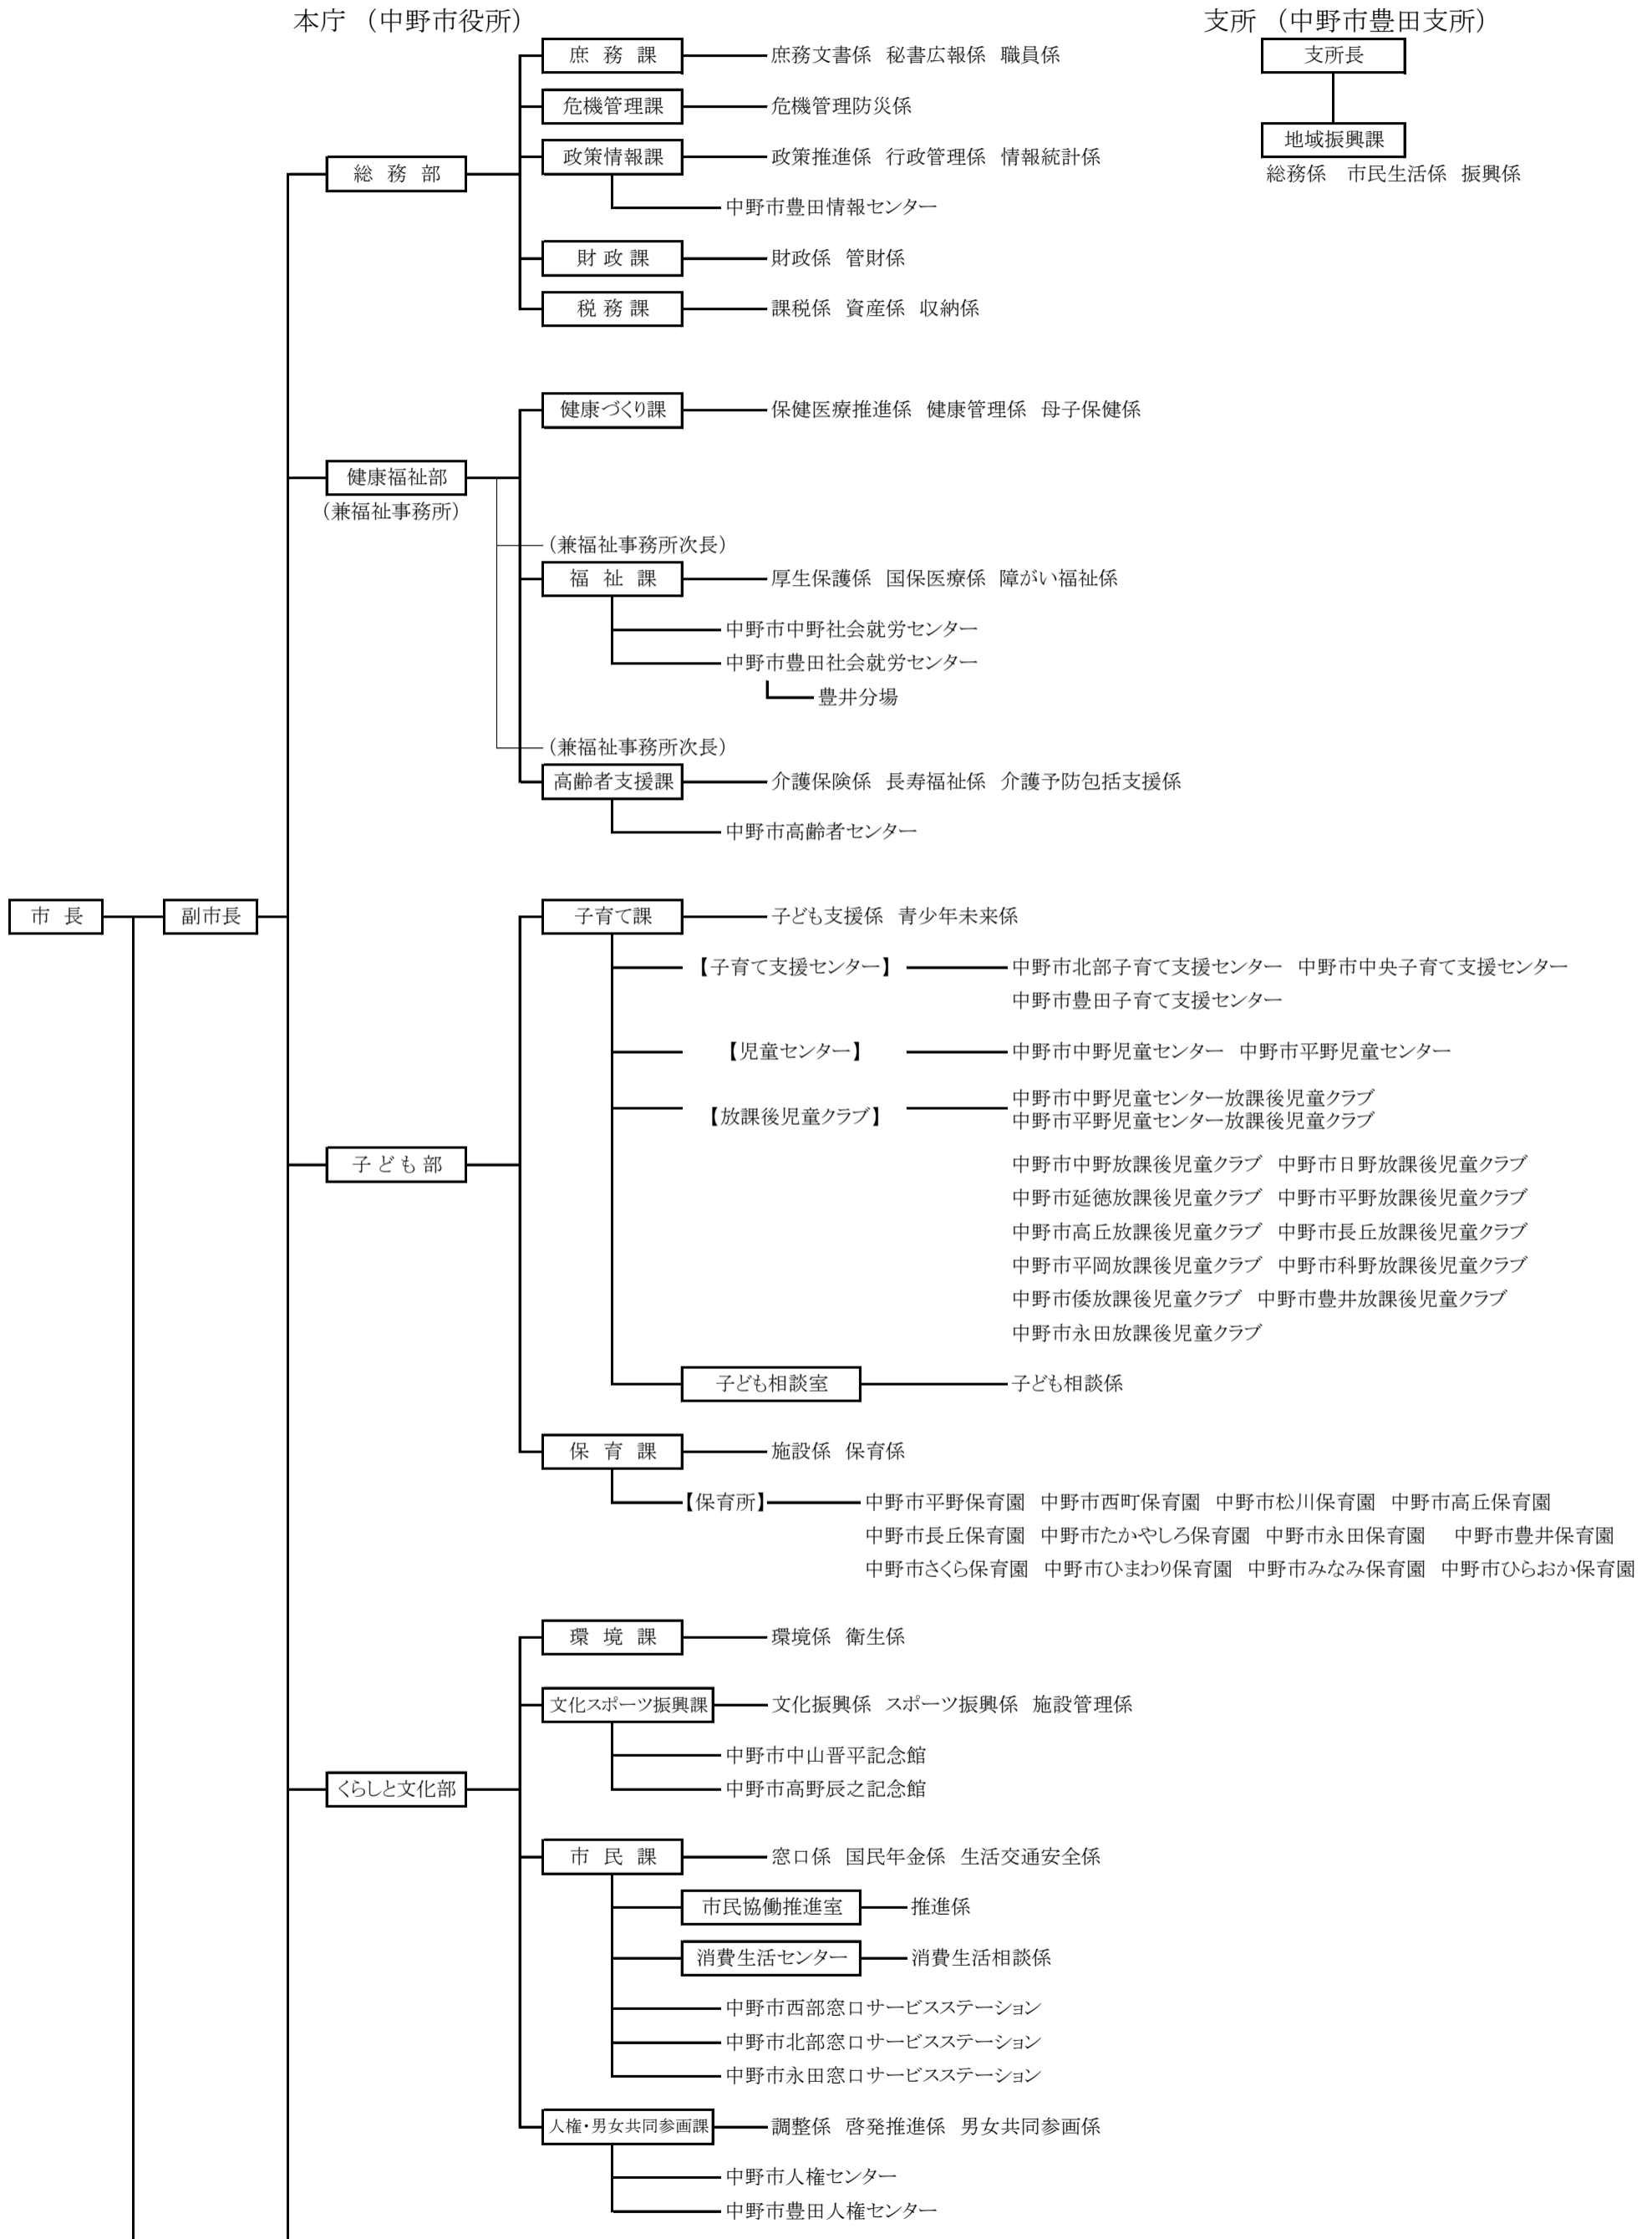 本庁 （中野市役所）
支所 （中野市豊田支所）
庶 務 課 庶務文書係 秘書広報係 職員係
支所長
危機管理課 危機管理防災係
政策情報課 政策推進係 行政管理係 情報統計係
地域振興課
総 務 部
総務係 市民生活係 振興係
中野市豊田情報センター
財 政 課 財政係 管財係
税 務 課 課税係 資産係 収納係
健康づくり課 保健医療推進係 健康管理係 母子保健係
健康福祉部
（兼福祉事務所）
（兼福祉事務所次長）
福 祉 課 厚生保護係 国保医療係 障がい福祉係
中野市中野社会就労センター
中野市豊田社会就労センター
豊井分場
（兼福祉事務所次長）
高齢者支援課 介護保険係 長寿福祉係 介護予防包括支援係
中野市高齢者センター
市 長 副市長 子育て課 子ども支援係 青少年未来係
【子育て支援センター】 中野市北部子育て支援センター 中野市中央子育て支援センター
中野市豊田子育て支援センター
【児童センター】 中野市中野児童センター 中野市平野児童センター
【放課後児童クラブ】 中野市中野児童センター放課後児童クラブ
中野市平野児童センター放課後児童クラブ
子 ど も 部 中野市中野放課後児童クラブ 中野市日野放課後児童クラブ
中野市延徳放課後児童クラブ 中野市平野放課後児童クラブ
中野市高丘放課後児童クラブ 中野市長丘放課後児童クラブ
中野市平岡放課後児童クラブ 中野市科野放課後児童クラブ
中野市倭放課後児童クラブ 中野市豊井放課後児童クラブ
中野市永田放課後児童クラブ
子ども相談室 子ども相談係
保 育 課 施設係 保育係
【保育所】 中野市平野保育園 中野市西町保育園 中野市松川保育園 中野市高丘保育園
中野市長丘保育園 中野市たかやしろ保育園 中野市永田保育園 中野市豊井保育園
中野市さくら保育園 中野市ひまわり保育園 中野市みなみ保育園 中野市ひらおか保育園
環 境 課 環境係 衛生係
文化スポーツ振興課 文化振興係 スポーツ振興係 施設管理係
中野市中山晋平記念館
くらしと文化部 中野市高野辰之記念館
市 民 課 窓口係 国民年金係 生活交通安全係
市民協働推進室 推進係
消費生活センター 消費生活相談係
中野市西部窓口サービスステーション
中野市北部窓口サービスステーション
中野市永田窓口サービスステーション
人権・男女共同参画課 調整係 啓発推進係 男女共同参画係
中野市人権センター
中野市豊田人権センター